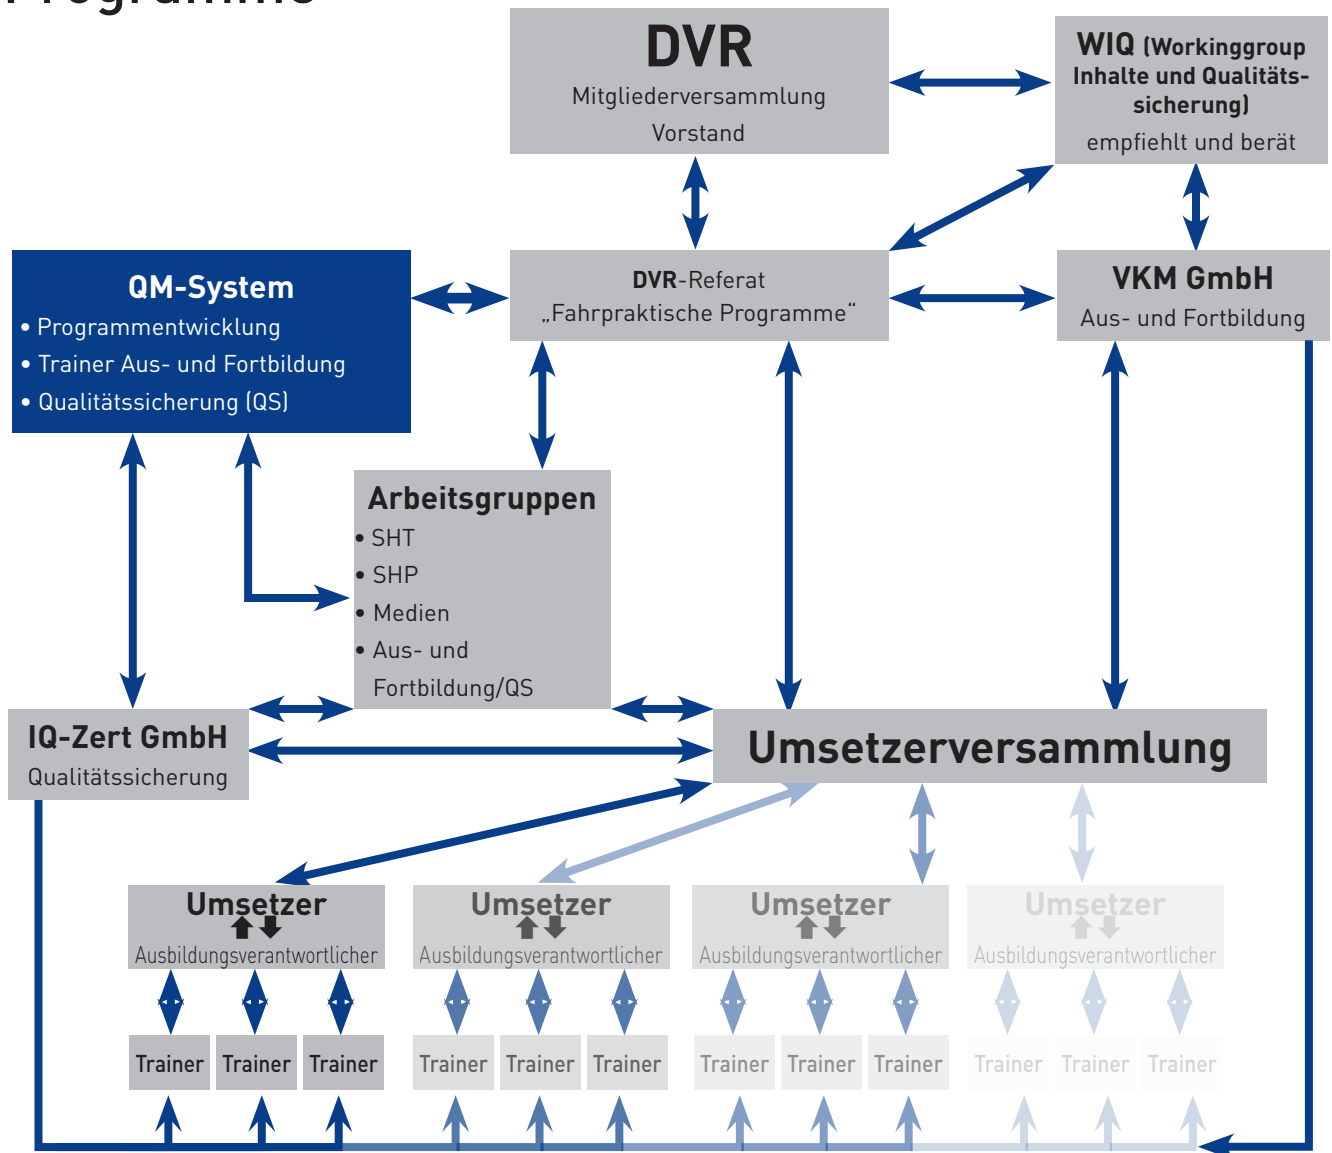 Programme
DVR
Mitgliederversammlung
Vorstand
WIQ (Workinggroup
Inhalte und Qualitäts-
sicherung)
empfiehlt und berät
QM-System
• Programmentwicklung
• Trainer Aus- und Fortbildung
• Qualitätssicherung (QS)
DVR-Referat
„Fahrpraktische Programme“
VKM GmbH
Aus- und Fortbildung
Arbeitsgruppen
• SHT
• SHP
• Medien
• Aus- und
Fortbildung/QS
IQ-Zert GmbH
Qualitätssicherung
Umsetzerversammlung
Umsetzer
Ausbildungsverantwortlicher
Umsetzer
Ausbildungsverantwortlicher
Umsetzer
Ausbildungsverantwortlicher
Umsetzer
Ausbildungsverantwortlicher
Trainer
Trainer
Trainer
Trainer
Trainer
Trainer
Trainer
Trainer
Trainer
Trainer
Trainer
Trainer